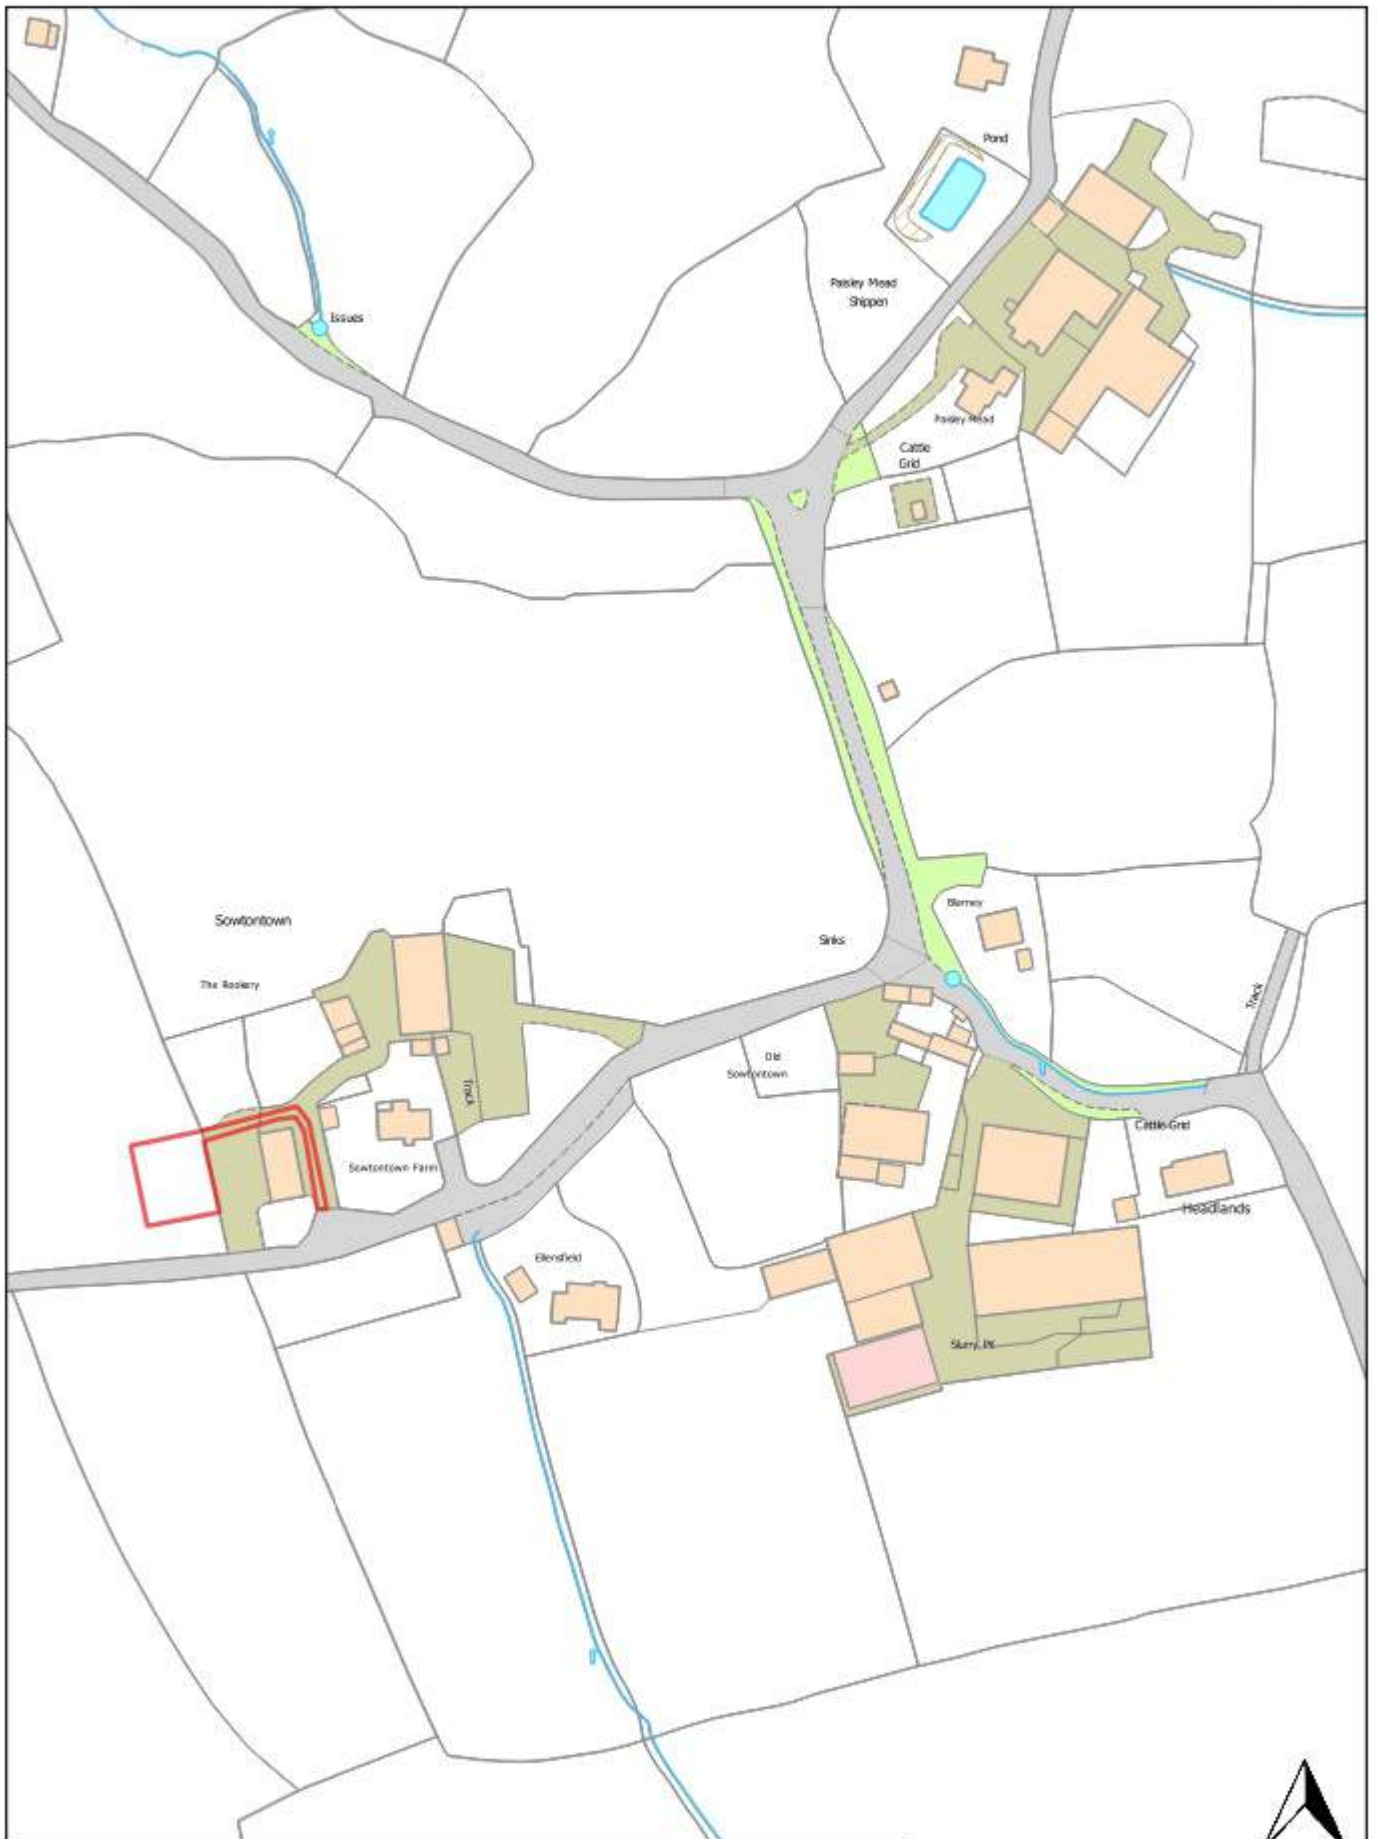 Pond
Paisley Mead
Shippen
Issues
Paisley Mead
Cattle
Grid
Blarney
Sowtontown
Sinks
The Rookery
Track
Old
Sowtontown
Track
Cattle Grid
Sowtontown Farm
Headlands
Ellensfield
Slurry Pit